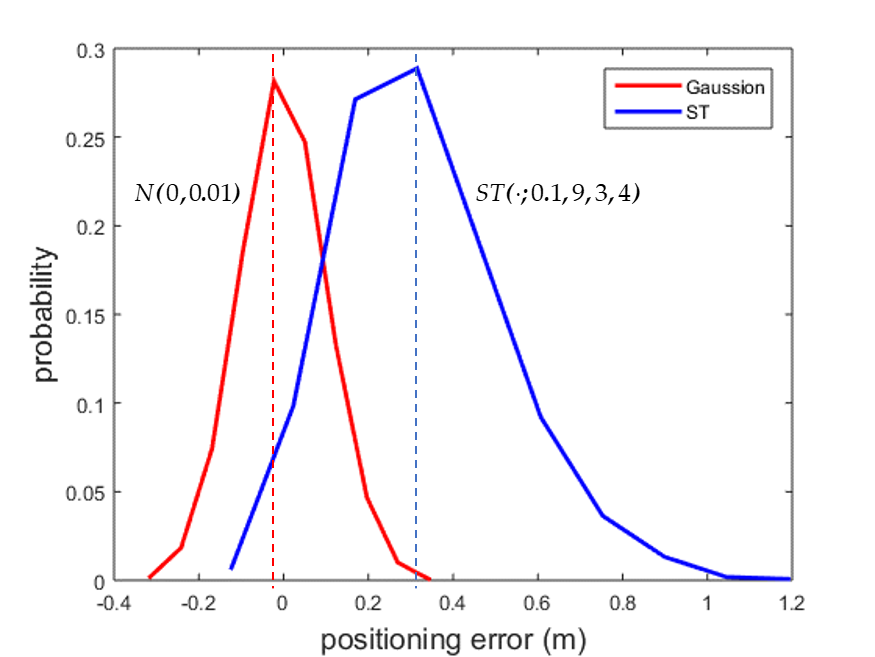 0.3
0.25
0.2
0.15
0.1
0.05
0
probability
Gaussion
ST
N(0,0.01)
ST(·;0.1,9,3,4)
-0.4 -0.2 0 0.2 0.4 0.6 0.8 1 1.2
positioning error (m)